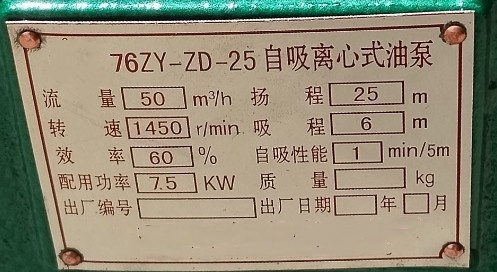 76ZY-ZD-25 自吸离心式油泵
流 量 50 m³/h 扬 程 25 m
转 速 1450 r/min 吸 程 6 m
效 率 60 % 自吸性能 1 min/5m
配用功率 7.5 KW 质 量 kg
出厂编号 出厂日期 年 月